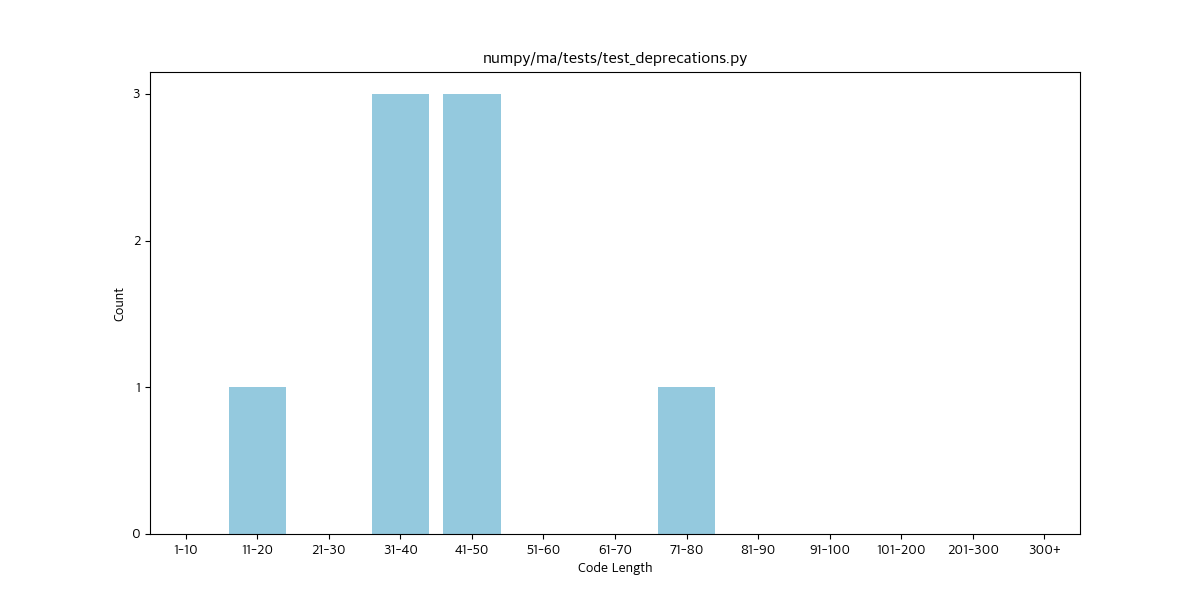 numpy/ma/tests/test_deprecations.py
3
2
1
0
Count
1-10 11-20 21-30 31-40 41-50 51-60 61-70 71-80 81-90 91-100 101-200 201-300 300+
Code Length